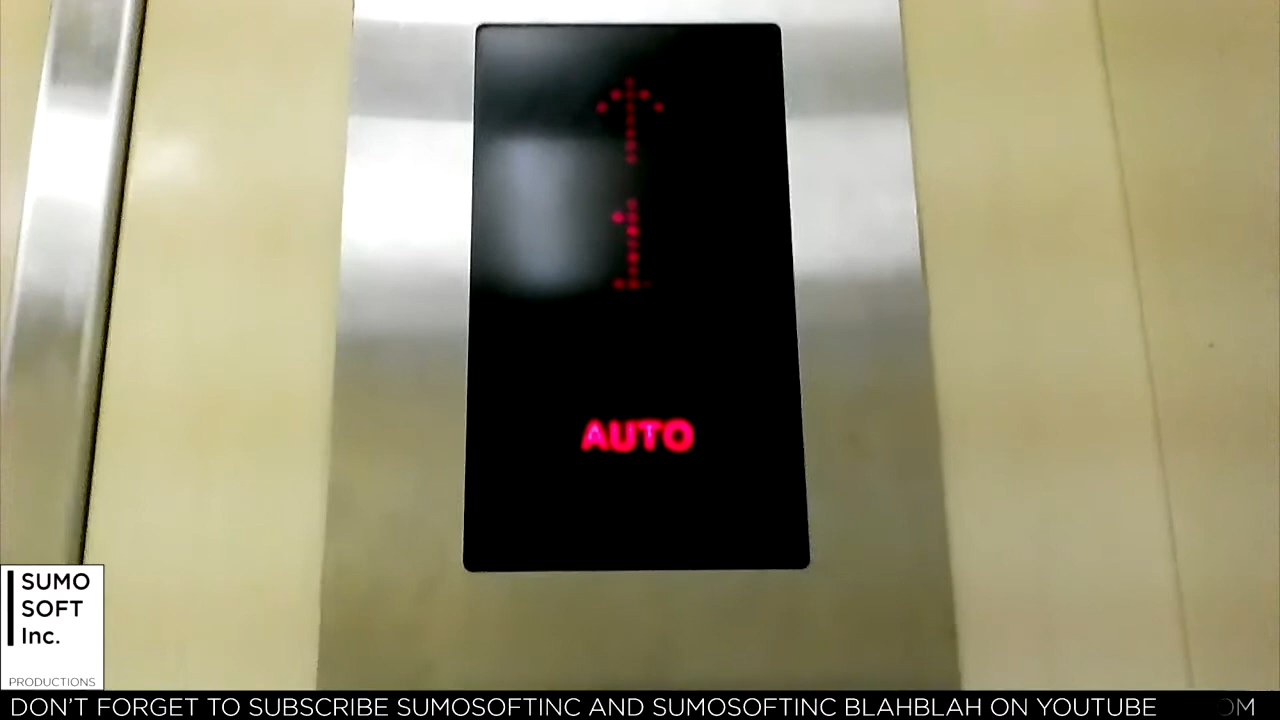 1
AUTO
SUMO
SOFT
Inc.
PRODUCTIONS
DON'T FORGET TO SUBSCRIBE SUMOSOFTINC AND SUMOSOFTINC BLAHBLAH ON YOUTUBE